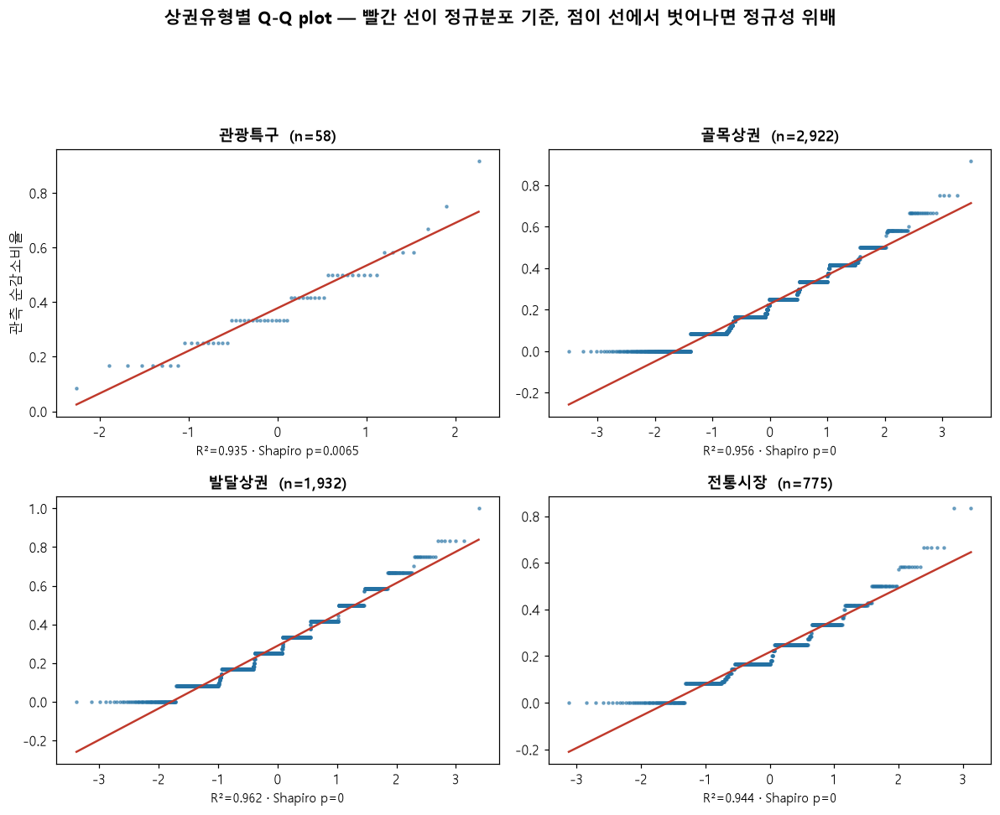 상권유형별 Q-Q plot — 빨간 선이 정규분포 기준, 점이 선에서 벗어나면 정규성 위배
관광특구 (n=58)
관측 순감소비율
0.8
0.6
0.4
0.2
0.0
-2 -1 0 1 2
R²=0.935 · Shapiro p=0.0065
골목상권 (n=2,922)
0.8
0.6
0.4
0.2
0.0
-0.2
-3 -2 -1 0 1 2 3
R²=0.956 · Shapiro p=0
발달상권 (n=1,932)
1.0
0.8
0.6
0.4
0.2
0.0
-0.2
-3 -2 -1 0 1 2 3
R²=0.962 · Shapiro p=0
전통시장 (n=775)
0.8
0.6
0.4
0.2
0.0
-0.2
-3 -2 -1 0 1 2 3
R²=0.944 · Shapiro p=0